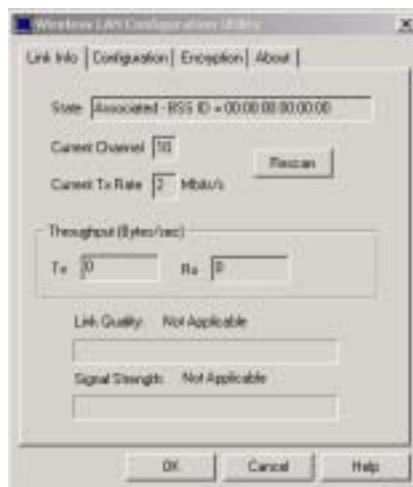 Wireless LAN Configuration Utility
Link Info Configuration Encryption About
State Associated - BSS ID = 00:00:00:00:00:00
Current Channel 10
Rescan
Current Tx Rate 2 Mbits/s
Throughput (Bytes/sec)
Tx 0 Rx 0
Link Quality: Not Applicable
Signal Strength: Not Applicable
OK Cancel Help